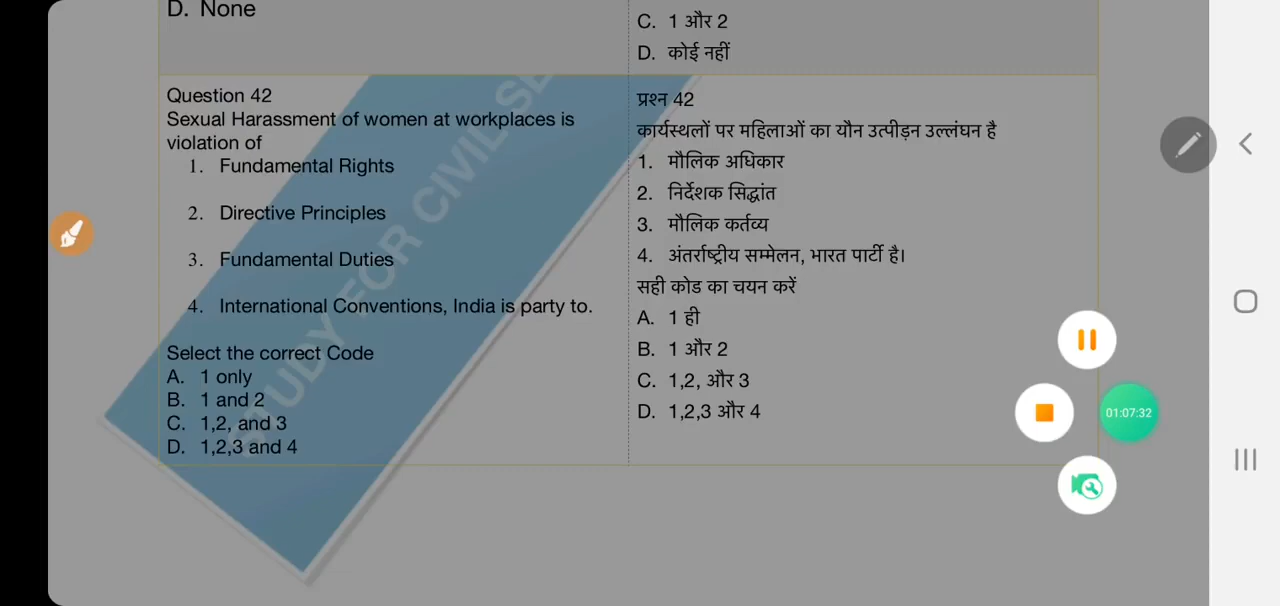 D. None
C. 1 और 2
D. कोई नहीं
Question 42
Sexual Harassment of women at workplaces is
violation of
1. Fundamental Rights
2. Directive Principles
3. Fundamental Duties
4. International Conventions, India is party to.
Select the correct Code
A. 1 only
B. 1 and 2
C. 1,2, and 3
D. 1,2,3 and 4
प्रश्न 42
कार्यस्थलों पर महिलाओं का यौन उत्पीड़न उल्लंघन है
1. मौलिक अधिकार
2. निर्देशक सिद्धांत
3. मौलिक कर्तव्य
4. अंतर्राष्ट्रीय सम्मेलन, भारत पार्टी है।
सही कोड का चयन करें
A. 1 ही
B. 1 और 2
C. 1,2, और 3
D. 1,2,3 और 4
STUDY FOR CIVIL SE
01:07:32